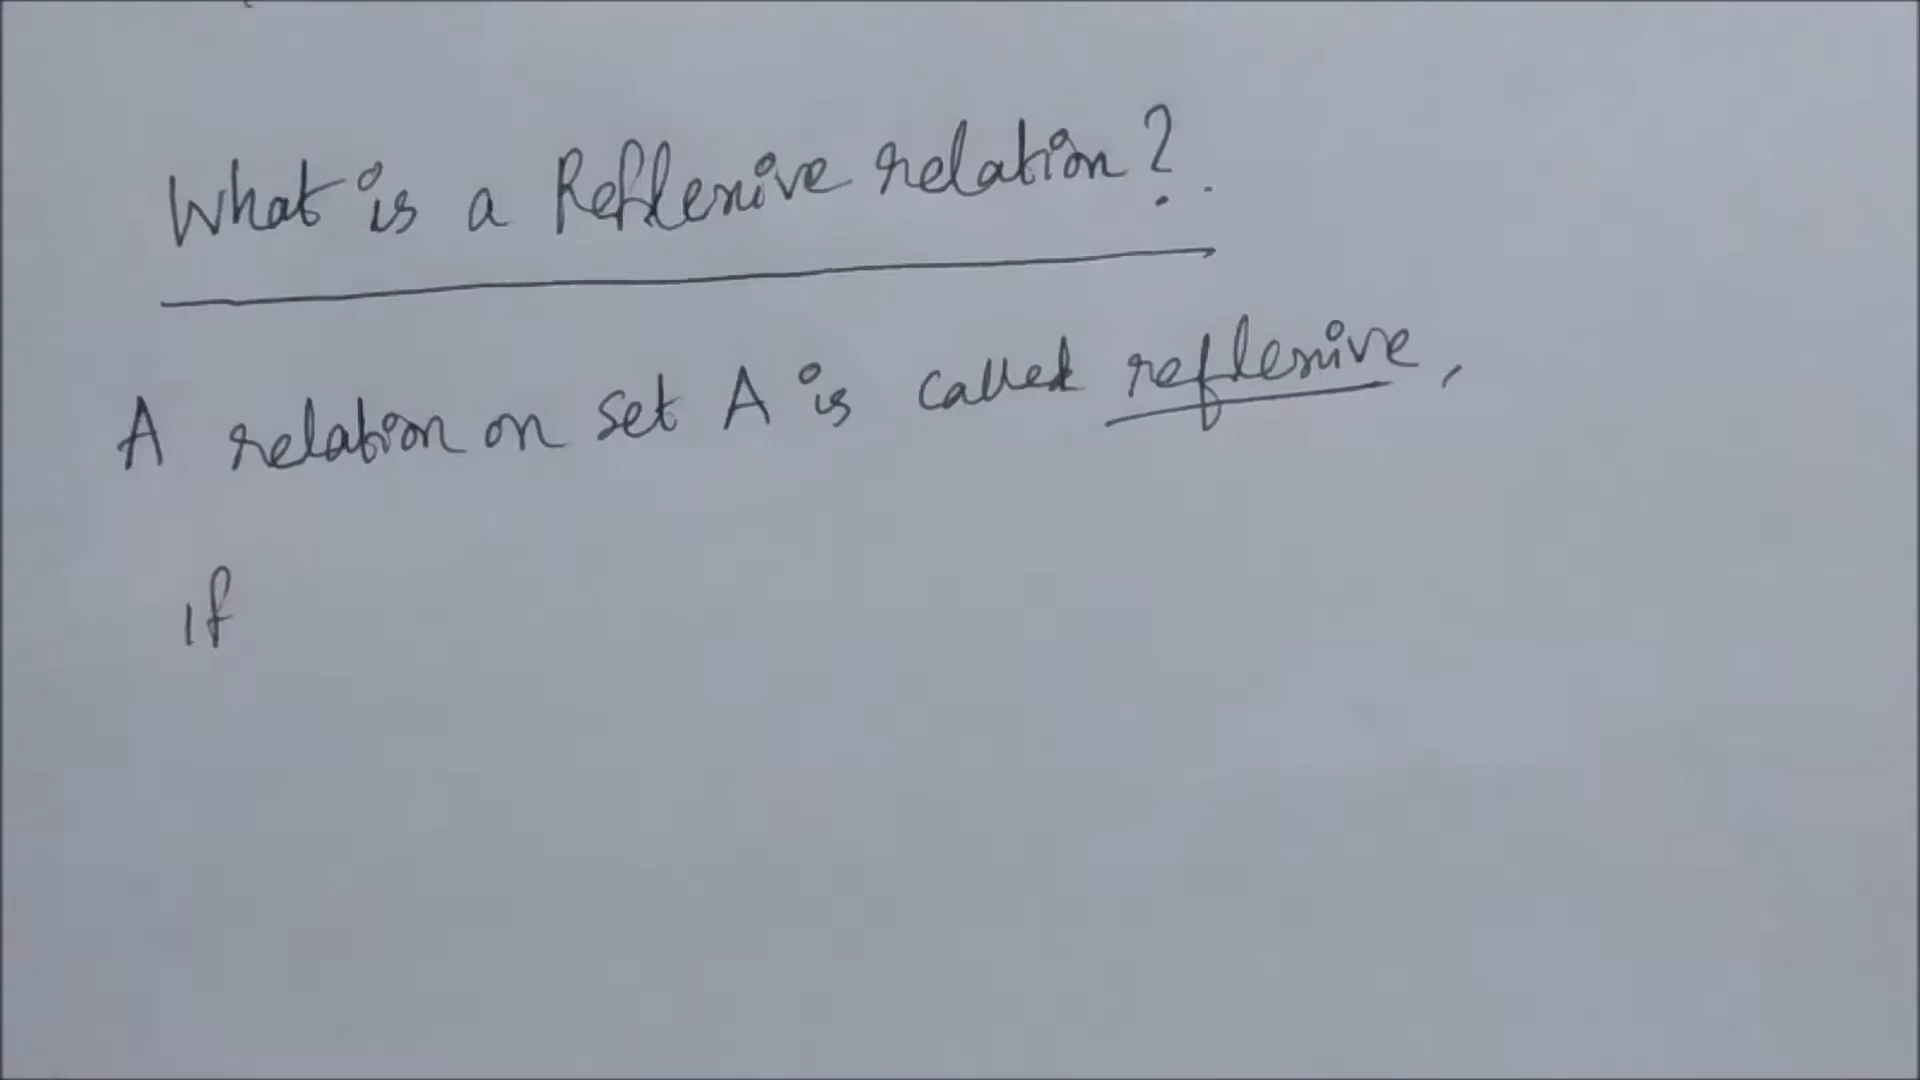 What is a Reflexive relation?.
A relation on set A is called reflexive,
if